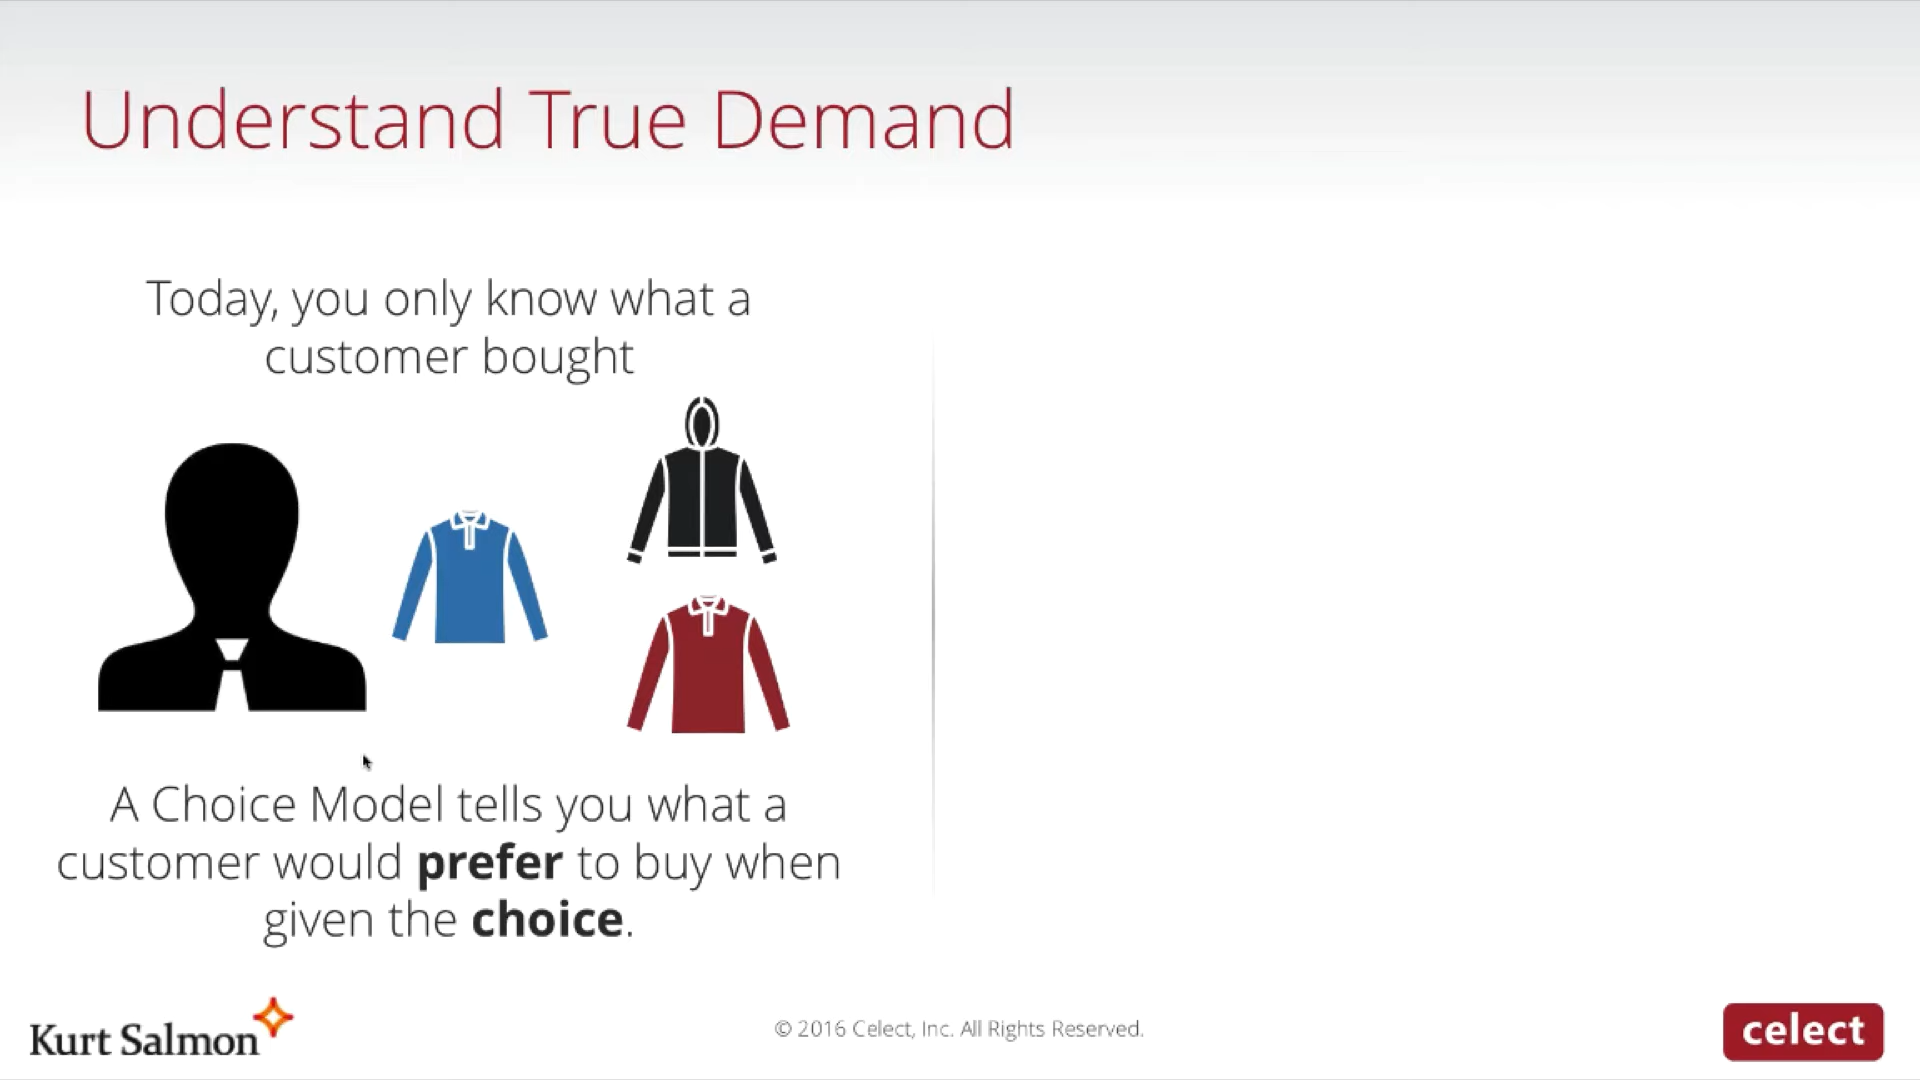 Understand True Demand
Today, you only know what a
customer bought
A Choice Model tells you what a
customer would prefer to buy when
given the choice.
Kurt Salmon
© 2016 Celect, Inc. All Rights Reserved.
celect